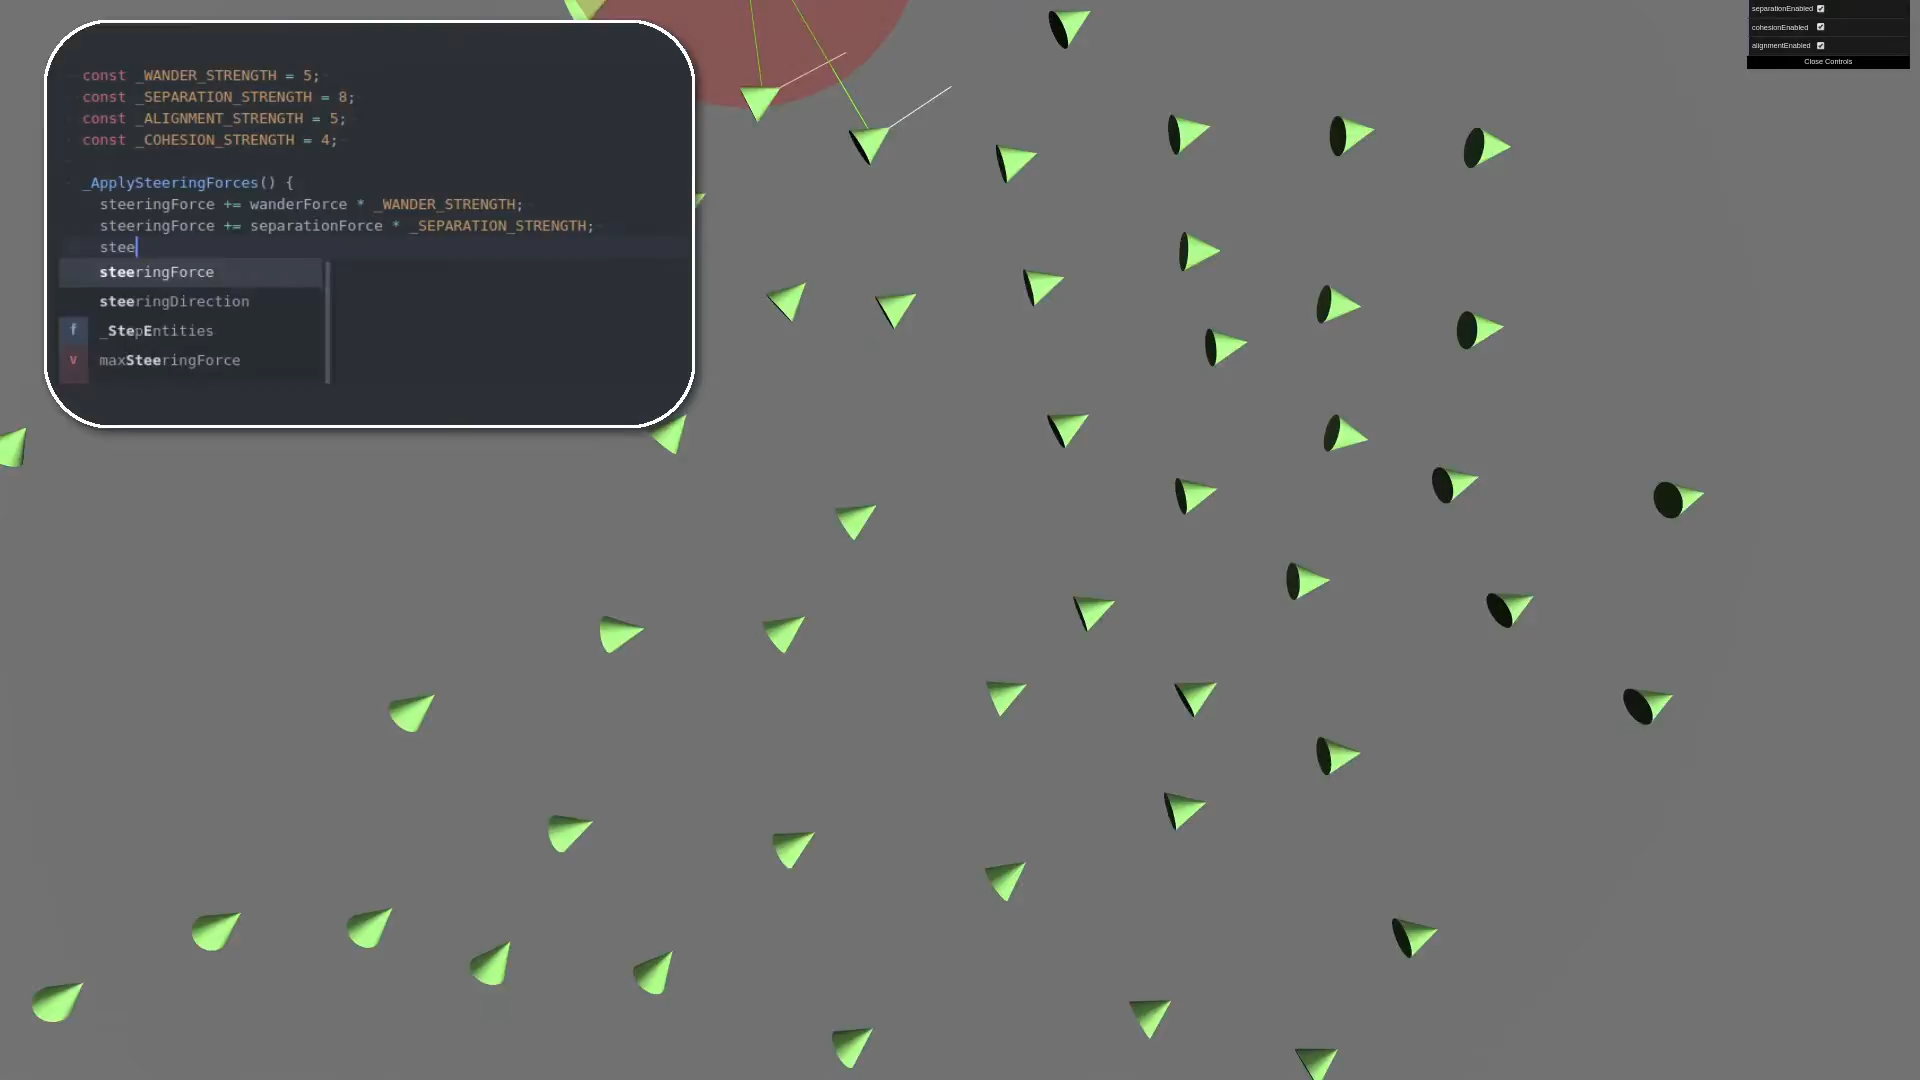 const _WANDER_STRENGTH = 5;
const _SEPARATION_STRENGTH = 8;
const _ALIGNMENT_STRENGTH = 5;
const _COHESION_STRENGTH = 4;
_ApplySteeringForces() {
steeringForce += wanderForce * _WANDER_STRENGTH;
steeringForce += separationForce * _SEPARATION_STRENGTH;
stee
steeringForce
steeringDirection
f _StepEntities
v maxSteeringForce
separationEnabled
cohesionEnabled
alignmentEnabled
Close Controls